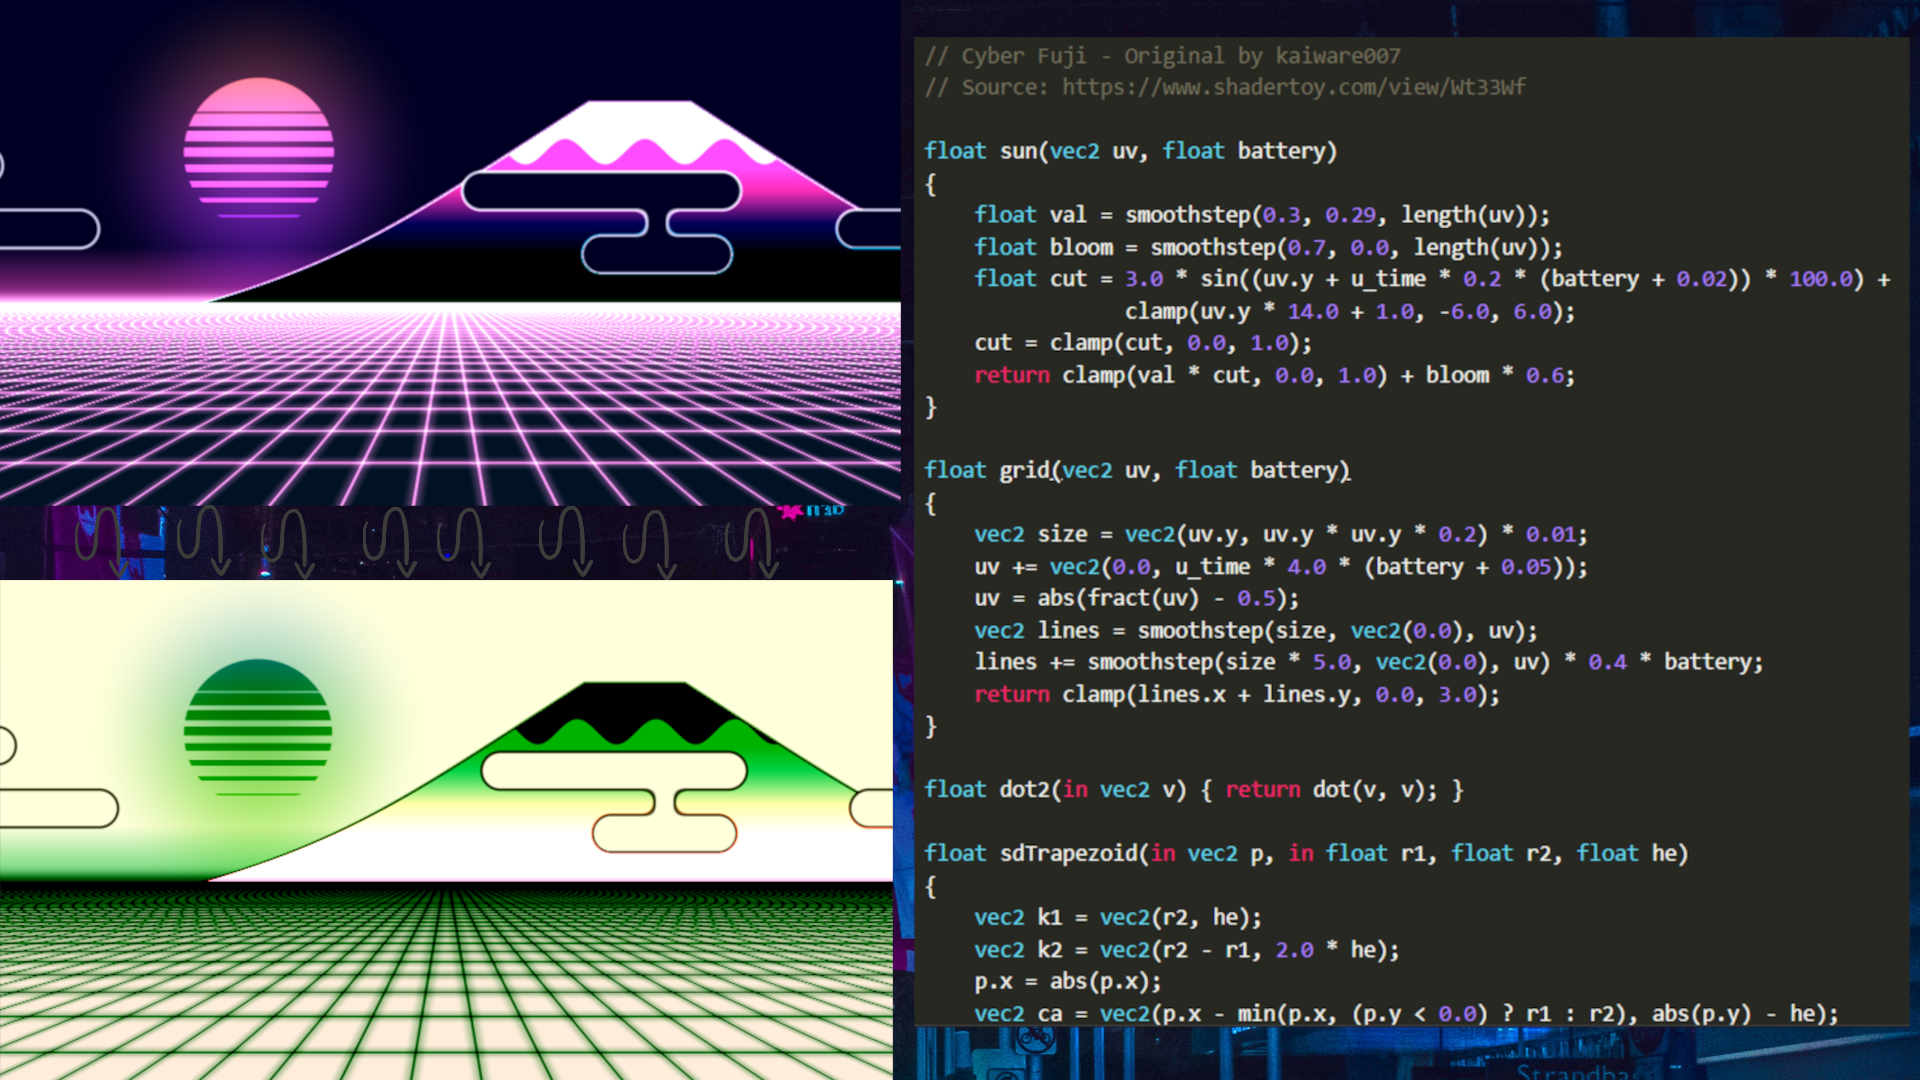 // Cyber Fuji - Original by kaiware007
// Source: https://www.shadertoy.com/view/Wt33Wf
float sun(vec2 uv, float battery)
{
    float val = smoothstep(0.3, 0.29, length(uv));
    float bloom = smoothstep(0.7, 0.0, length(uv));
    float cut = 3.0 * sin((uv.y + u_time * 0.2 * (battery + 0.02)) * 100.0) +
                clamp(uv.y * 14.0 + 1.0, -6.0, 6.0);
    cut = clamp(cut, 0.0, 1.0);
    return clamp(val * cut, 0.0, 1.0) + bloom * 0.6;
}
float grid(vec2 uv, float battery)
{
    vec2 size = vec2(uv.y, uv.y * uv.y * 0.2) * 0.01;
    uv += vec2(0.0, u_time * 4.0 * (battery + 0.05));
    uv = abs(fract(uv) - 0.5);
    vec2 lines = smoothstep(size, vec2(0.0), uv);
    lines += smoothstep(size * 5.0, vec2(0.0), uv) * 0.4 * battery;
    return clamp(lines.x + lines.y, 0.0, 3.0);
}
float dot2(in vec2 v) { return dot(v, v); }
float sdTrapezoid(in vec2 p, in float r1, float r2, float he)
{
    vec2 k1 = vec2(r2, he);
    vec2 k2 = vec2(r2 - r1, 2.0 * he);
    p.x = abs(p.x);
    vec2 ca = vec2(p.x - min(p.x, (p.y < 0.0) ? r1 : r2), abs(p.y) - he);